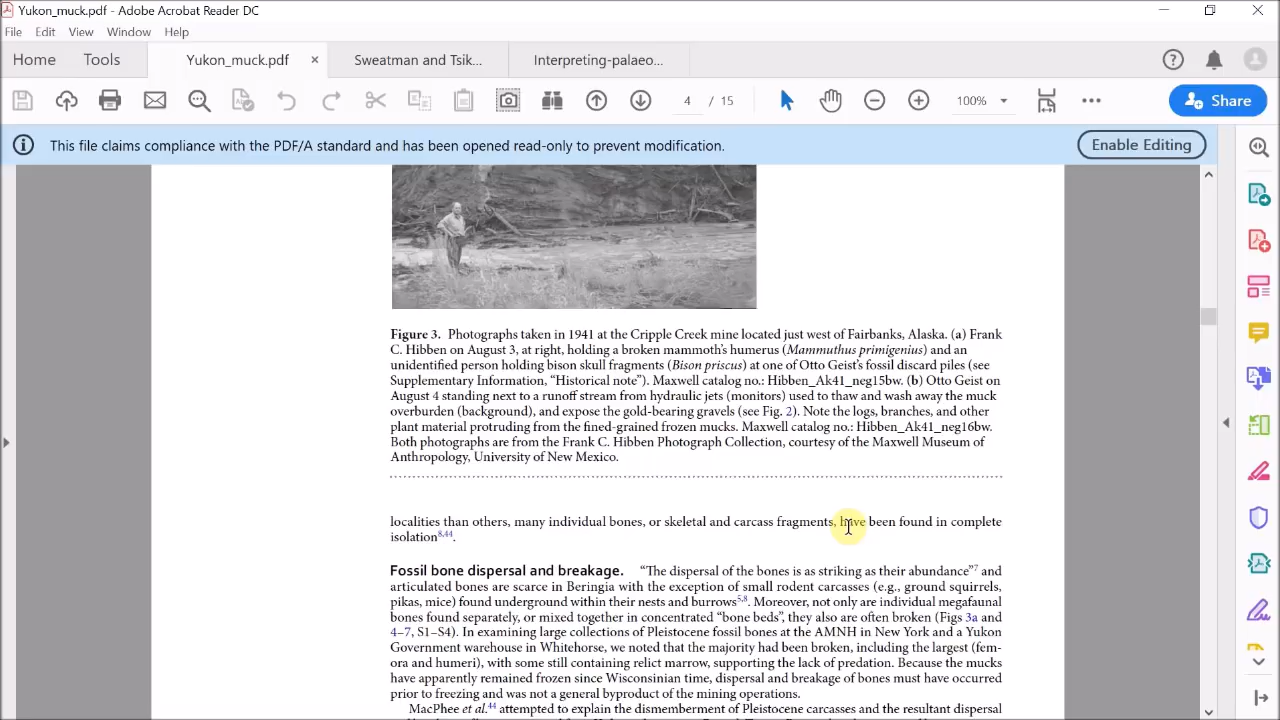 Yukon_muck.pdf - Adobe Acrobat Reader DC
File Edit View Window Help
Home Tools Yukon_muck.pdf × Sweatman and Tsik... Interpreting-palaeo...
4 / 15 100% Share
This file claims compliance with the PDF/A standard and has been opened read-only to prevent modification. Enable Editing
Figure 3. Photographs taken in 1941 at the Cripple Creek mine located just west of Fairbanks, Alaska. (a) Frank
C. Hibben on August 3, at right, holding a broken mammoth's humerus (Mammuthus primigenius) and an
unidentified person holding bison skull fragments (Bison priscus) at one of Otto Geist's fossil discard piles (see
Supplementary Information, "Historical note"). Maxwell catalog no.: Hibben_Ak41_neg15bw. (b) Otto Geist on
August 4 standing next to a runoff stream from hydraulic jets (monitors) used to thaw and wash away the muck
overburden (background), and expose the gold-bearing gravels (see Fig. 2). Note the logs, branches, and other
plant material protruding from the fined-grained frozen mucks. Maxwell catalog no.: Hibben_Ak41_neg16bw.
Both photographs are from the Frank C. Hibben Photograph Collection, courtesy of the Maxwell Museum of
Anthropology, University of New Mexico.
localities than others, many individual bones, or skeletal and carcass fragments, have been found in complete
isolation8,44.
Fossil bone dispersal and breakage. "The dispersal of the bones is as striking as their abundance"7 and
articulated bones are scarce in Beringia with the exception of small rodent carcasses (e.g., ground squirrels,
pikas, mice) found underground within their nests and burrows5,8. Moreover, not only are individual megafaunal
bones found separately, or mixed together in concentrated "bone beds", they also are often broken (Figs 3a and
4–7, S1–S4). In examining large collections of Pleistocene fossil bones at the AMNH in New York and a Yukon
Government warehouse in Whitehorse, we noted that the majority had been broken, including the largest (fem-
ora and humeri), with some still containing relict marrow, supporting the lack of predation. Because the mucks
have apparently remained frozen since Wisconsinian time, dispersal and breakage of bones must have occurred
prior to freezing and was not a general byproduct of the mining operations.
MacPhee et al.44 attempted to explain the dismemberment of Pleistocene carcasses and the resultant dispersal